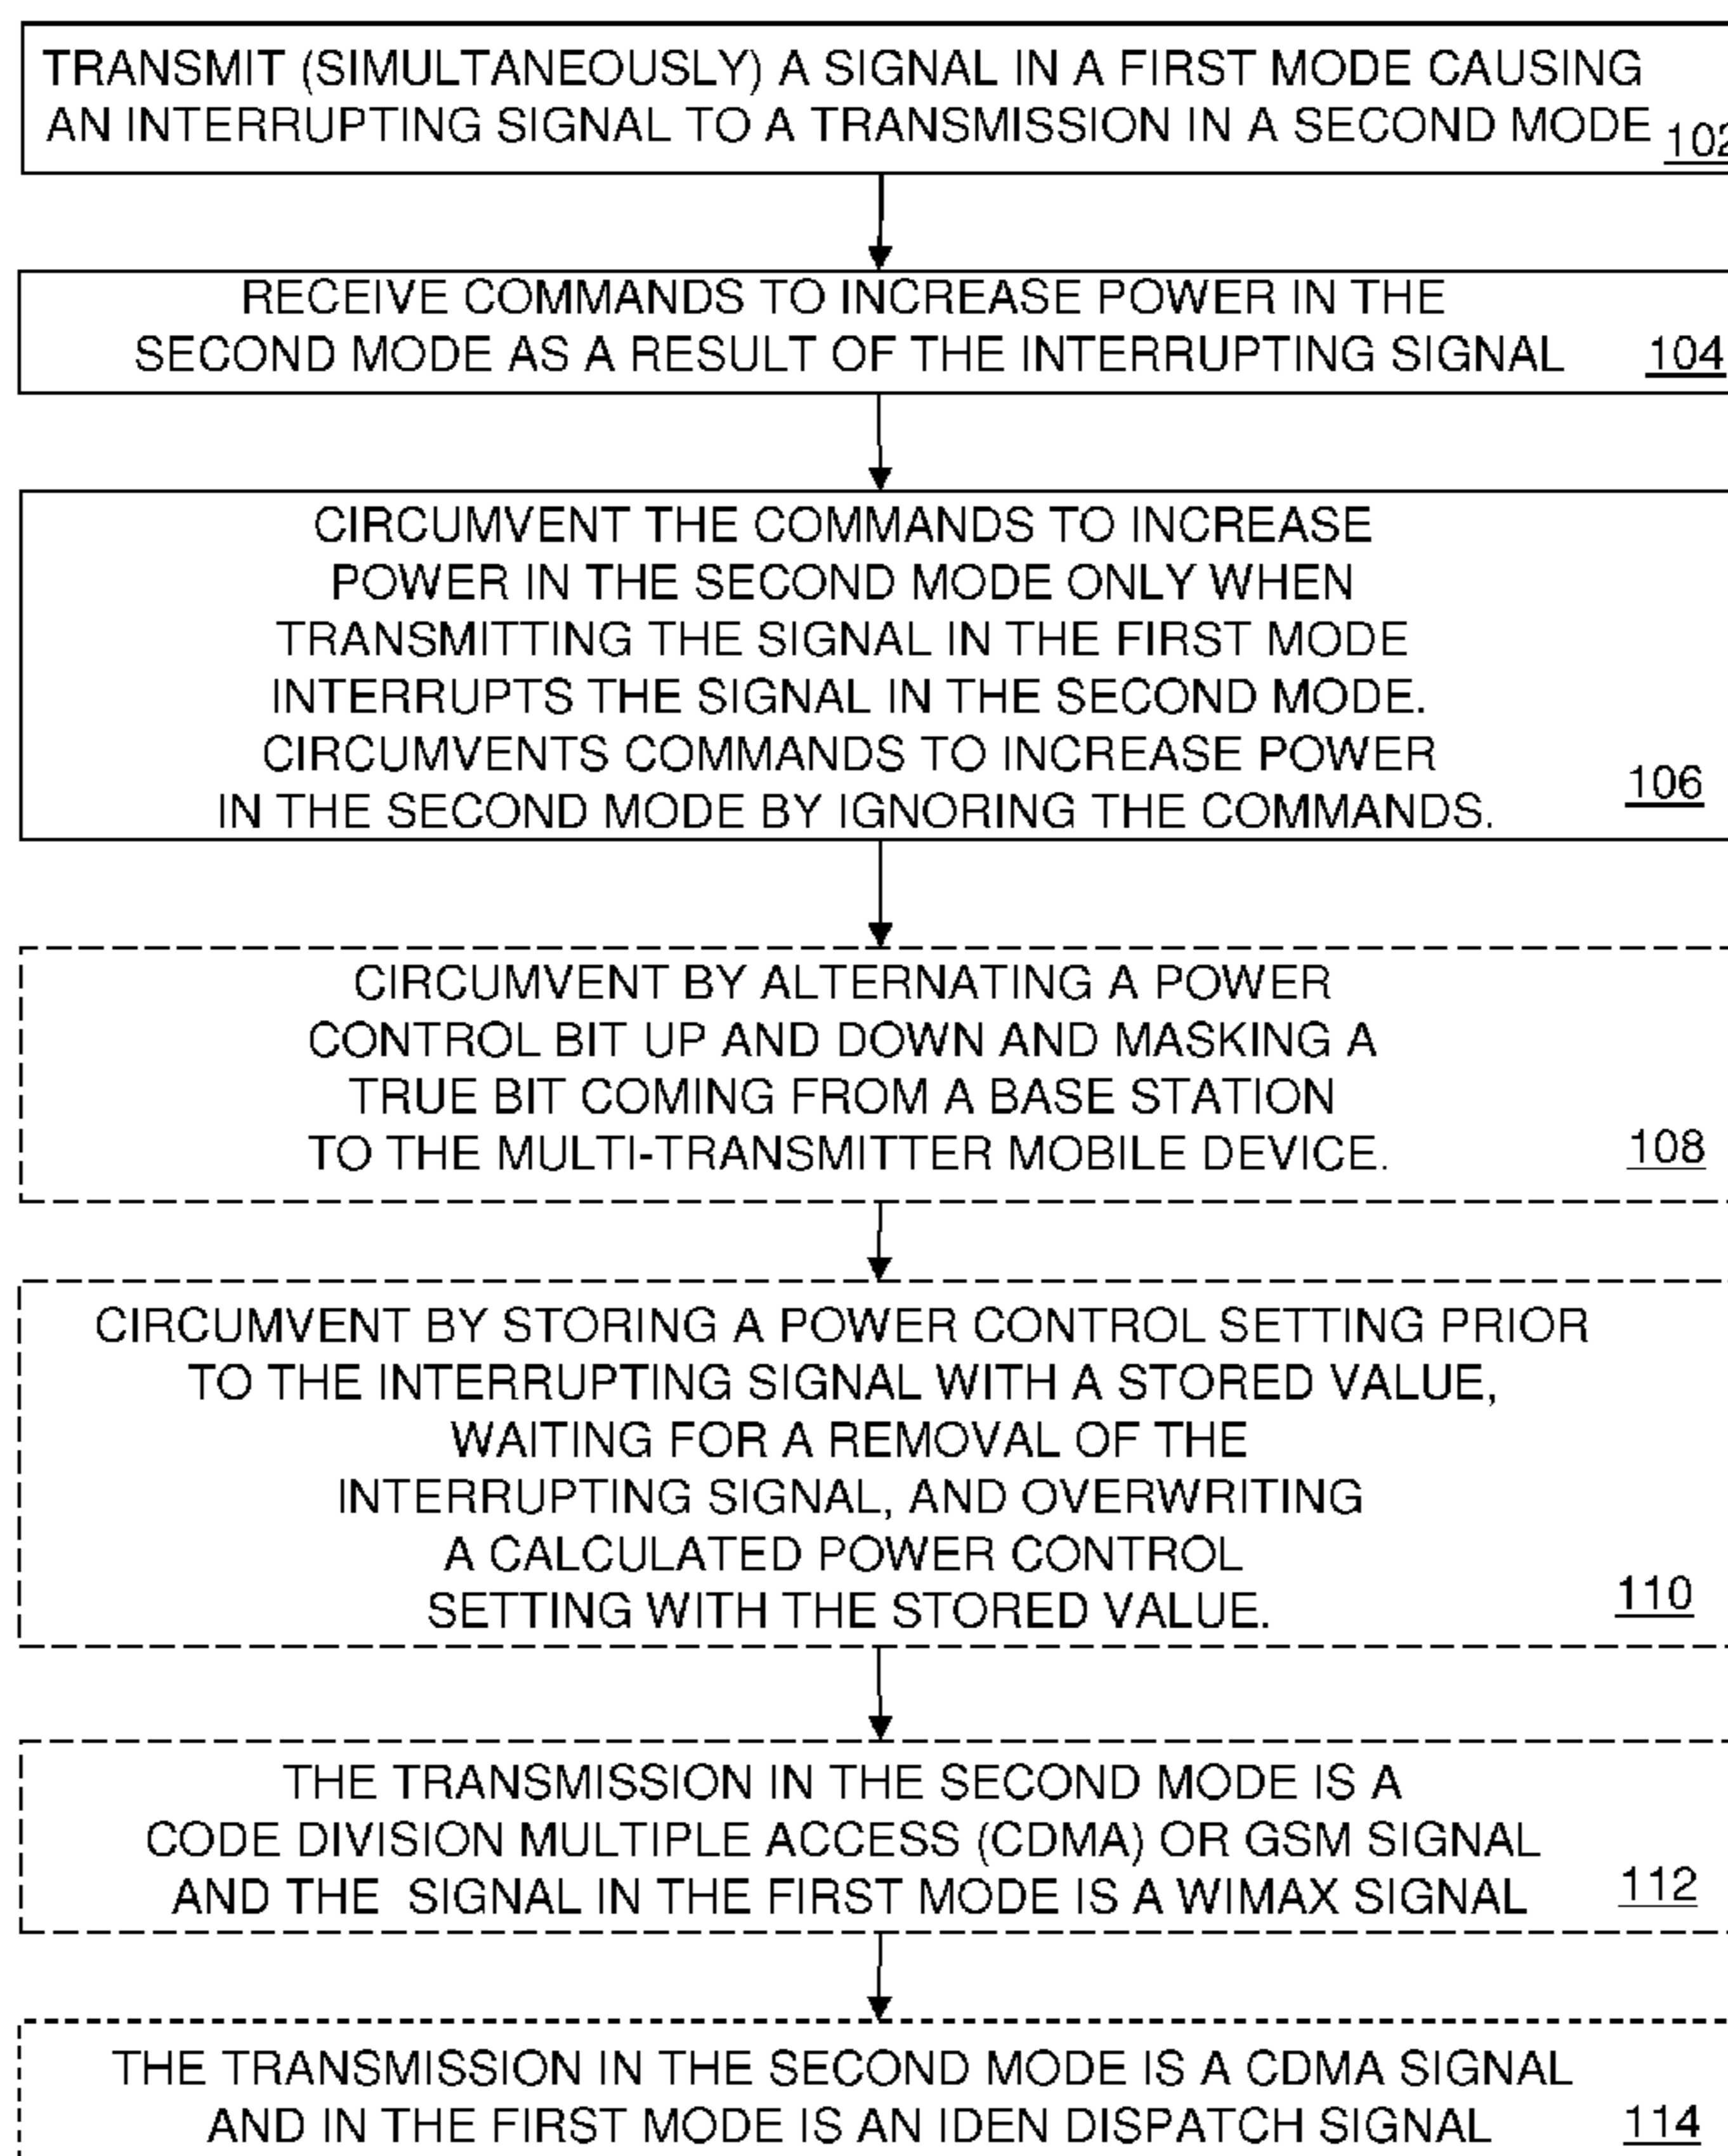 TRANSMIT (SIMULTANEOUSLY) A SIGNAL IN A FIRST MODE CAUSING
AN INTERRUPTING SIGNAL TO A TRANSMISSION IN A SECOND MODE 102
RECEIVE COMMANDS TO INCREASE POWER IN THE
SECOND MODE AS A RESULT OF THE INTERRUPTING SIGNAL 104
CIRCUMVENT THE COMMANDS TO INCREASE
POWER IN THE SECOND MODE ONLY WHEN
TRANSMITTING THE SIGNAL IN THE FIRST MODE
INTERRUPTS THE SIGNAL IN THE SECOND MODE.
CIRCUMVENTS COMMANDS TO INCREASE POWER
IN THE SECOND MODE BY IGNORING THE COMMANDS. 106
CIRCUMVENT BY ALTERNATING A POWER
CONTROL BIT UP AND DOWN AND MASKING A
TRUE BIT COMING FROM A BASE STATION
TO THE MULTI-TRANSMITTER MOBILE DEVICE. 108
CIRCUMVENT BY STORING A POWER CONTROL SETTING PRIOR
TO THE INTERRUPTING SIGNAL WITH A STORED VALUE,
WAITING FOR A REMOVAL OF THE
INTERRUPTING SIGNAL, AND OVERWRITING
A CALCULATED POWER CONTROL
SETTING WITH THE STORED VALUE. 110
THE TRANSMISSION IN THE SECOND MODE IS A
CODE DIVISION MULTIPLE ACCESS (CDMA) OR GSM SIGNAL
AND THE SIGNAL IN THE FIRST MODE IS A WIMAX SIGNAL 112
THE TRANSMISSION IN THE SECOND MODE IS A CDMA SIGNAL
AND IN THE FIRST MODE IS AN IDEN DISPATCH SIGNAL 114